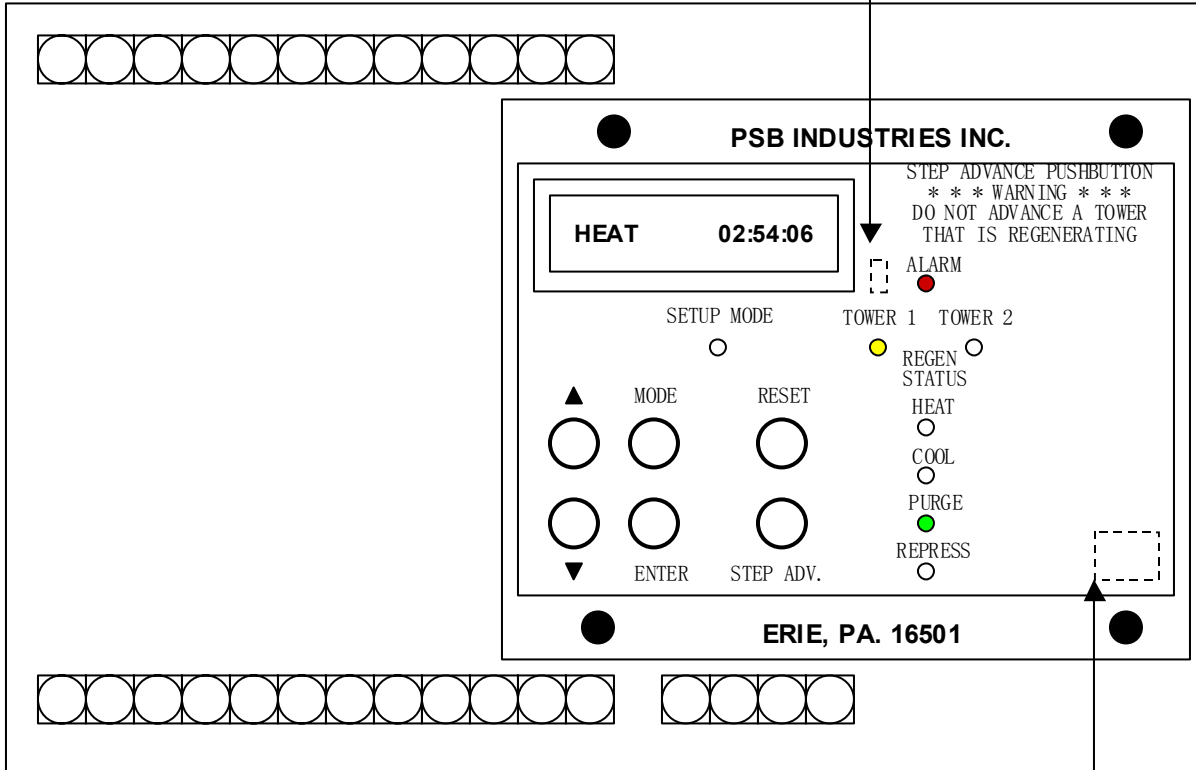 PSB INDUSTRIES INC.
STEP ADVANCE PUSHBUTTON
* * * WARNING * * *
DO NOT ADVANCE A TOWER
THAT IS REGENERATING
HEAT 02:54:06
ALARM
SETUP MODE
TOWER 1 TOWER 2
REGEN
STATUS
MODE RESET
HEAT
COOL
PURGE
REPRESS
ENTER STEP ADV.
ERIE, PA. 16501